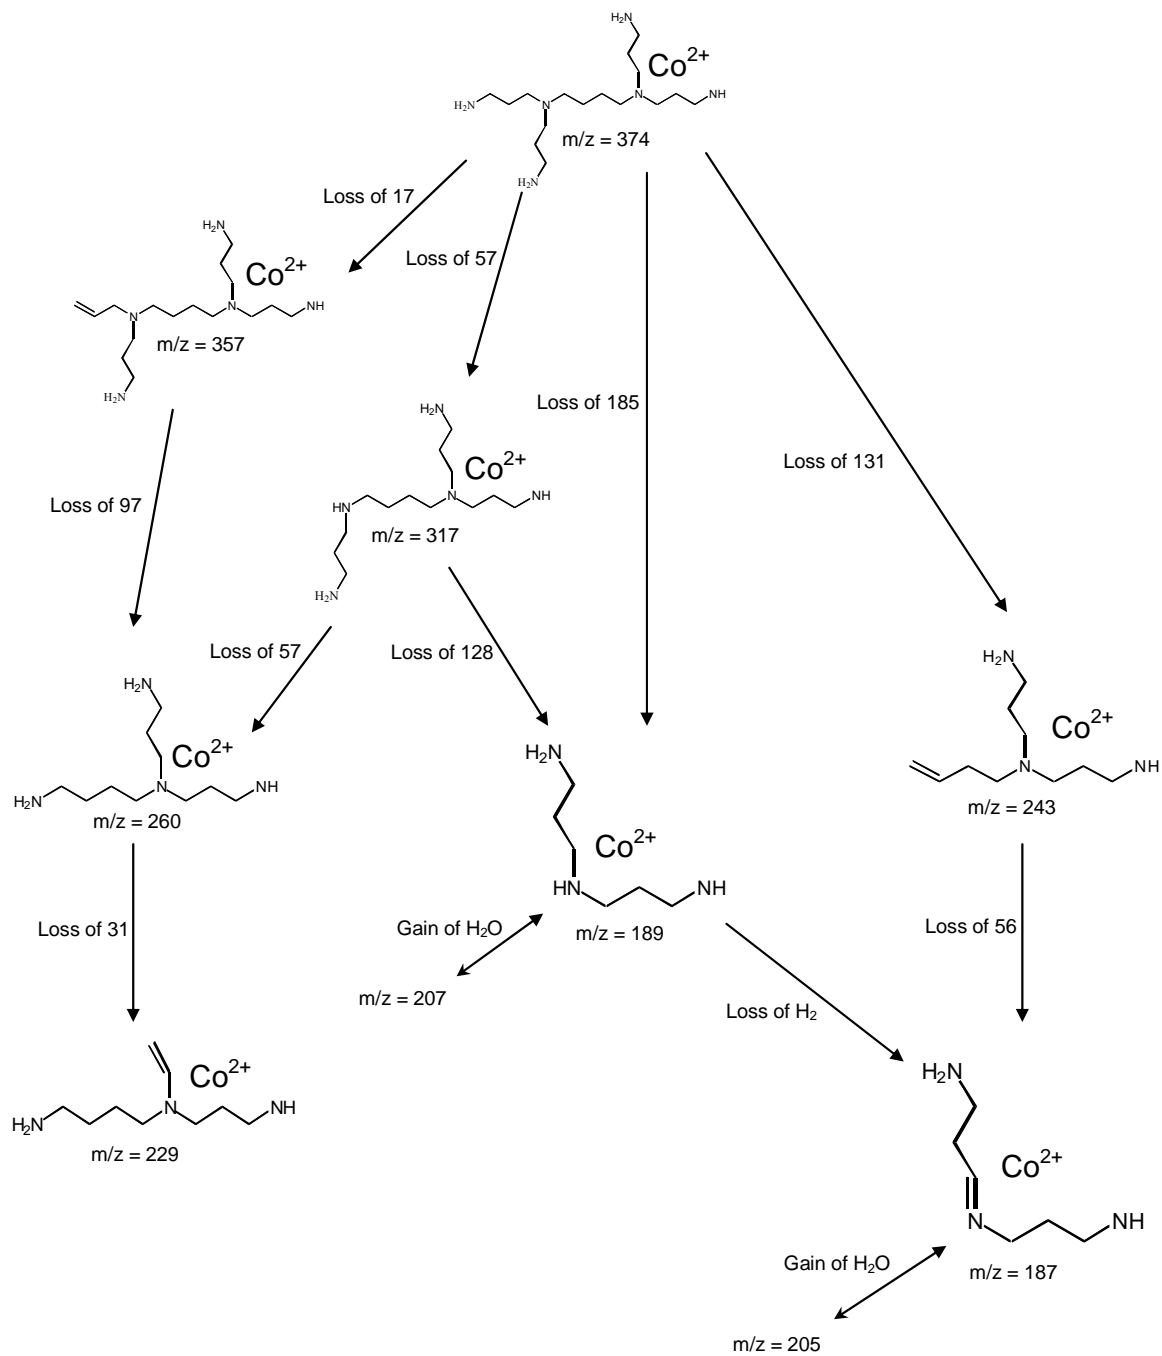 H2N
Co2+
H2N
N
N
NH
m/z = 374
H2N
Loss of 17
Loss of 57
H2N
Co2+
N
N
NH
m/z = 357
H2N
Loss of 185
Loss of 131
H2N
Co2+
HN
N
NH
m/z = 317
H2N
Loss of 97
Loss of 57
Loss of 128
H2N
Co2+
H2N
N
NH
m/z = 260
H2N
Co2+
HN
NH
m/z = 189
H2N
Co2+
N
NH
m/z = 243
Loss of 31
Gain of H2O
m/z = 207
Loss of H2
Loss of 56
Co2+
H2N
N
NH
m/z = 229
H2N
Co2+
N
NH
m/z = 187
Gain of H2O
m/z = 205